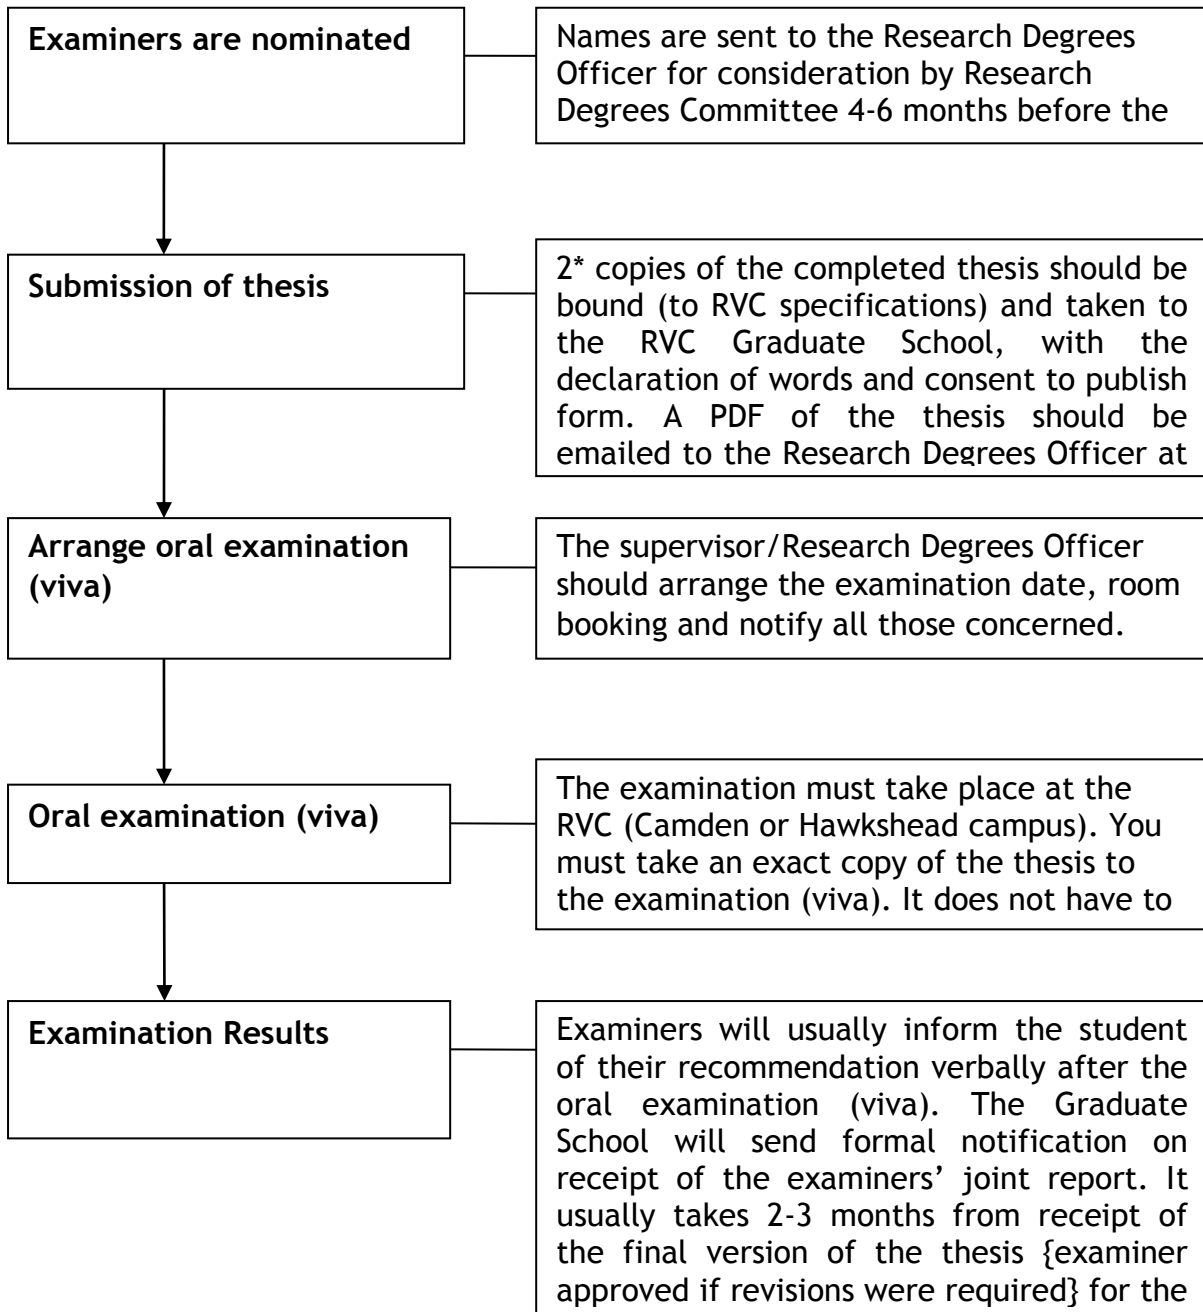 Examiners are nominated
Names are sent to the Research Degrees
Officer for consideration by Research
Degrees Committee 4-6 months before the
Submission of thesis
2* copies of the completed thesis should be
bound (to RVC specifications) and taken to
the RVC Graduate School, with the
declaration of words and consent to publish
form. A PDF of the thesis should be
emailed to the Research Degrees Officer at
Arrange oral examination
(viva)
The supervisor/Research Degrees Officer
should arrange the examination date, room
booking and notify all those concerned.
Oral examination (viva)
The examination must take place at the
RVC (Camden or Hawkshead campus). You
must take an exact copy of the thesis to
the examination (viva). It does not have to
Examination Results
Examiners will usually inform the student
of their recommendation verbally after the
oral examination (viva). The Graduate
School will send formal notification on
receipt of the examiners’ joint report. It
usually takes 2-3 months from receipt of
the final version of the thesis {examiner
approved if revisions were required} for the